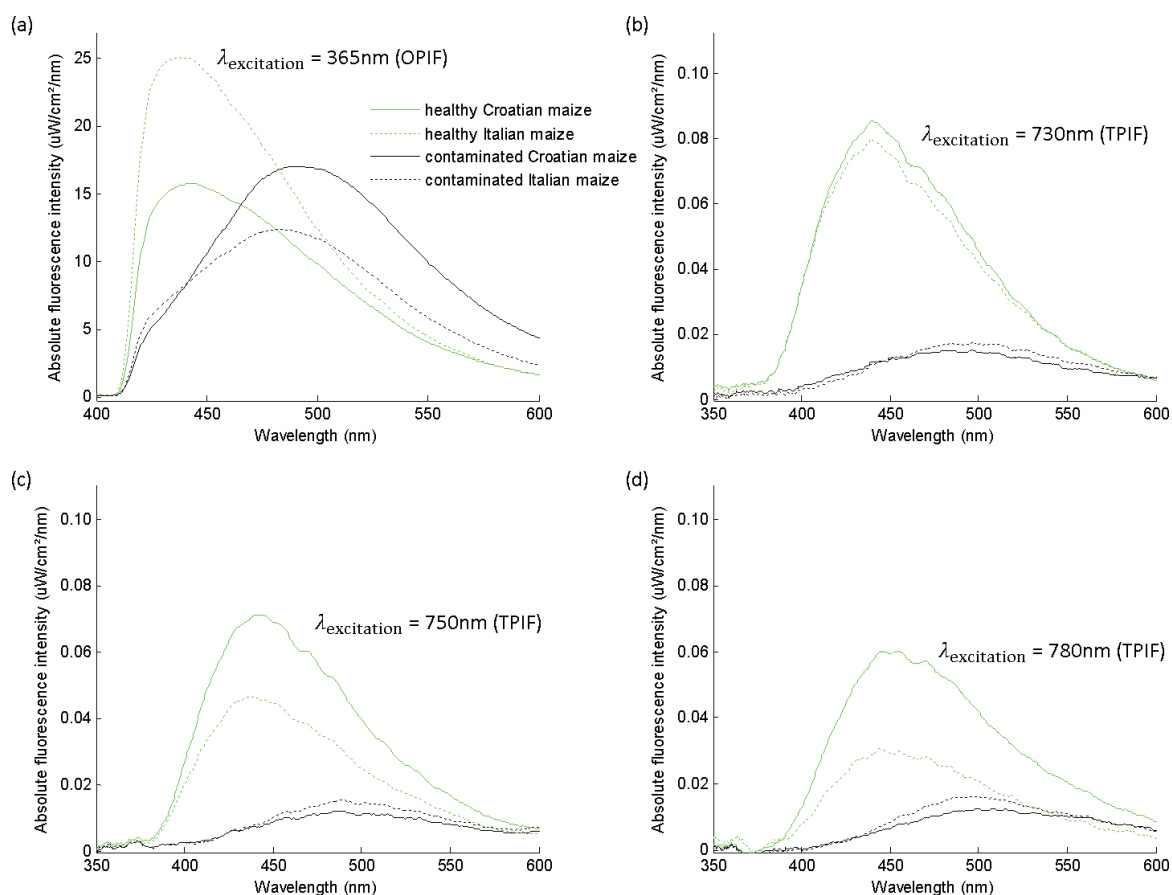 (a)
Absolute fluorescence intensity (uW/cm²/nm)
25
20
15
10
5
0
λexcitation = 365nm (OPIF)
healthy Croatian maize
healthy Italian maize
contaminated Croatian maize
contaminated Italian maize
400 450 500 550 600
Wavelength (nm)
(b)
Absolute fluorescence intensity (uW/cm²/nm)
0.10
0.08
0.06
0.04
0.02
0
λexcitation = 730nm (TPIF)
350 400 450 500 550 600
Wavelength (nm)
(c)
Absolute fluorescence intensity (uW/cm²/nm)
0.10
0.08
0.06
0.04
0.02
0
λexcitation = 750nm (TPIF)
350 400 450 500 550 600
Wavelength (nm)
(d)
Absolute fluorescence intensity (uW/cm²/nm)
0.10
0.08
0.06
0.04
0.02
0
λexcitation = 780nm (TPIF)
350 400 450 500 550 600
Wavelength (nm)